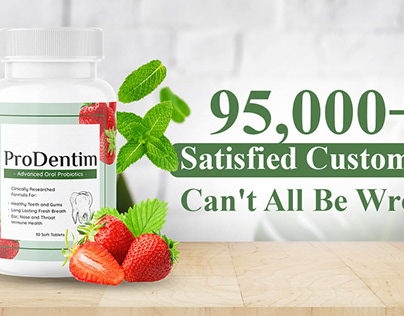 ProDentim
Advanced Oral Probiotics
Clinically Researched
Formula For:
Healthy Teeth and Gums
Long Lasting Fresh Breath
Ear, Nose and Throat
Immune Health
30 Soft Tablets
95,000+
Satisfied Custom
Can't All Be Wro